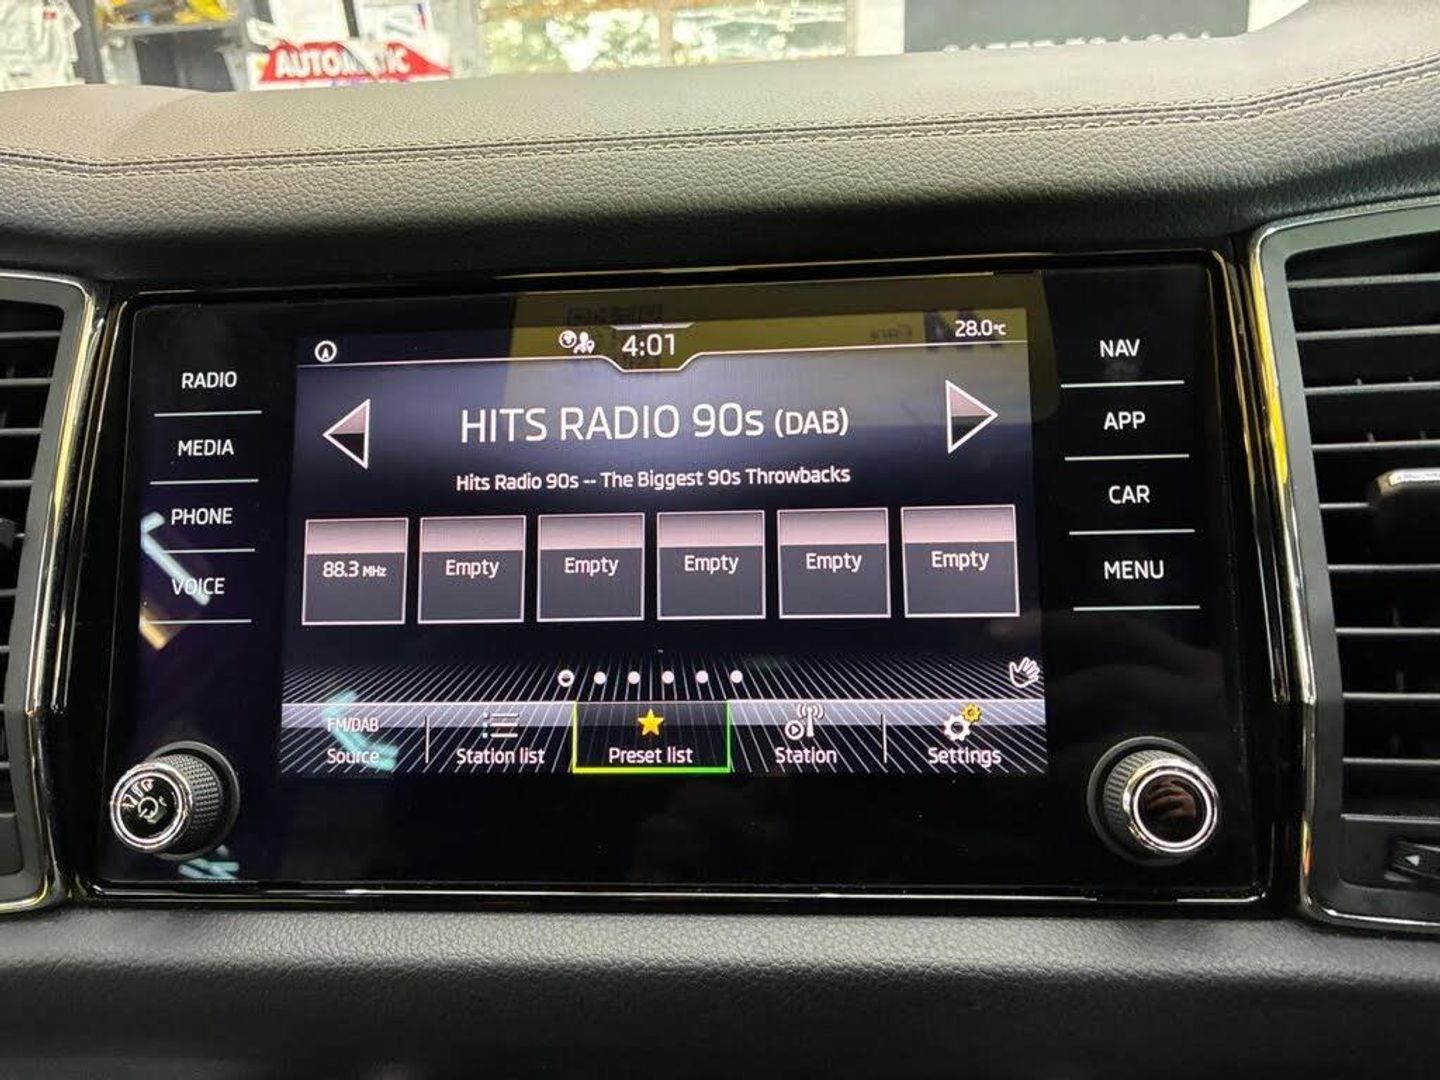 AUTOMATIC
4:01
28.0°C
RADIO
MEDIA
PHONE
VOICE
HITS RADIO 90s (DAB)
Hits Radio 90s -- The Biggest 90s Throwbacks
88.3 MHz
Empty
Empty
Empty
Empty
Empty
FM/DAB
Source
Station list
Preset list
Station
Settings
NAV
APP
CAR
MENU